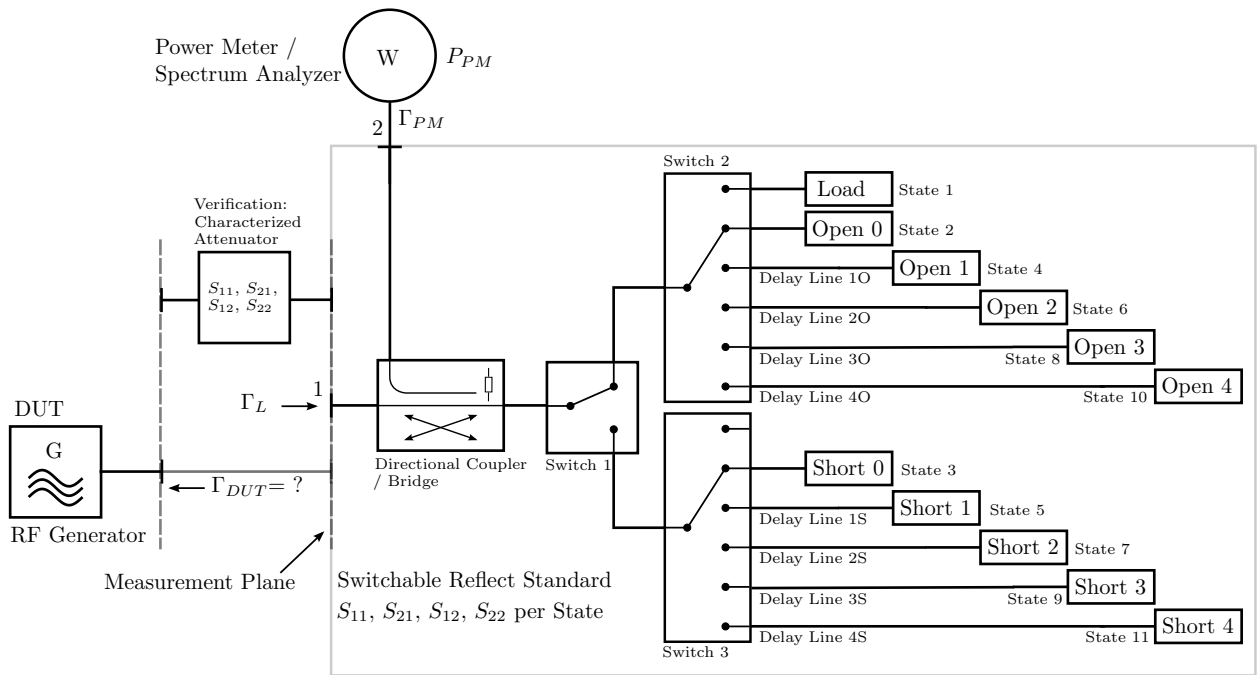 Power Meter /
Spectrum Analyzer
W
P_PM
Γ_PM
2
Verification:
Characterized
Attenuator
S11, S21,
S12, S22
1
Γ_L
DUT
G
RF Generator
Γ_DUT = ?
Measurement Plane
Directional Coupler
/ Bridge
Switch 1
Switch 2
Load
State 1
Open 0
State 2
Delay Line 1O
Open 1
State 4
Delay Line 2O
Open 2
State 6
Delay Line 3O
State 8
Open 3
Delay Line 4O
State 10
Open 4
Short 0
State 3
Delay Line 1S
Short 1
State 5
Delay Line 2S
Short 2
State 7
Delay Line 3S
State 9
Short 3
Delay Line 4S
State 11
Short 4
Switch 3
Switchable Reflect Standard
S11, S21, S12, S22 per State